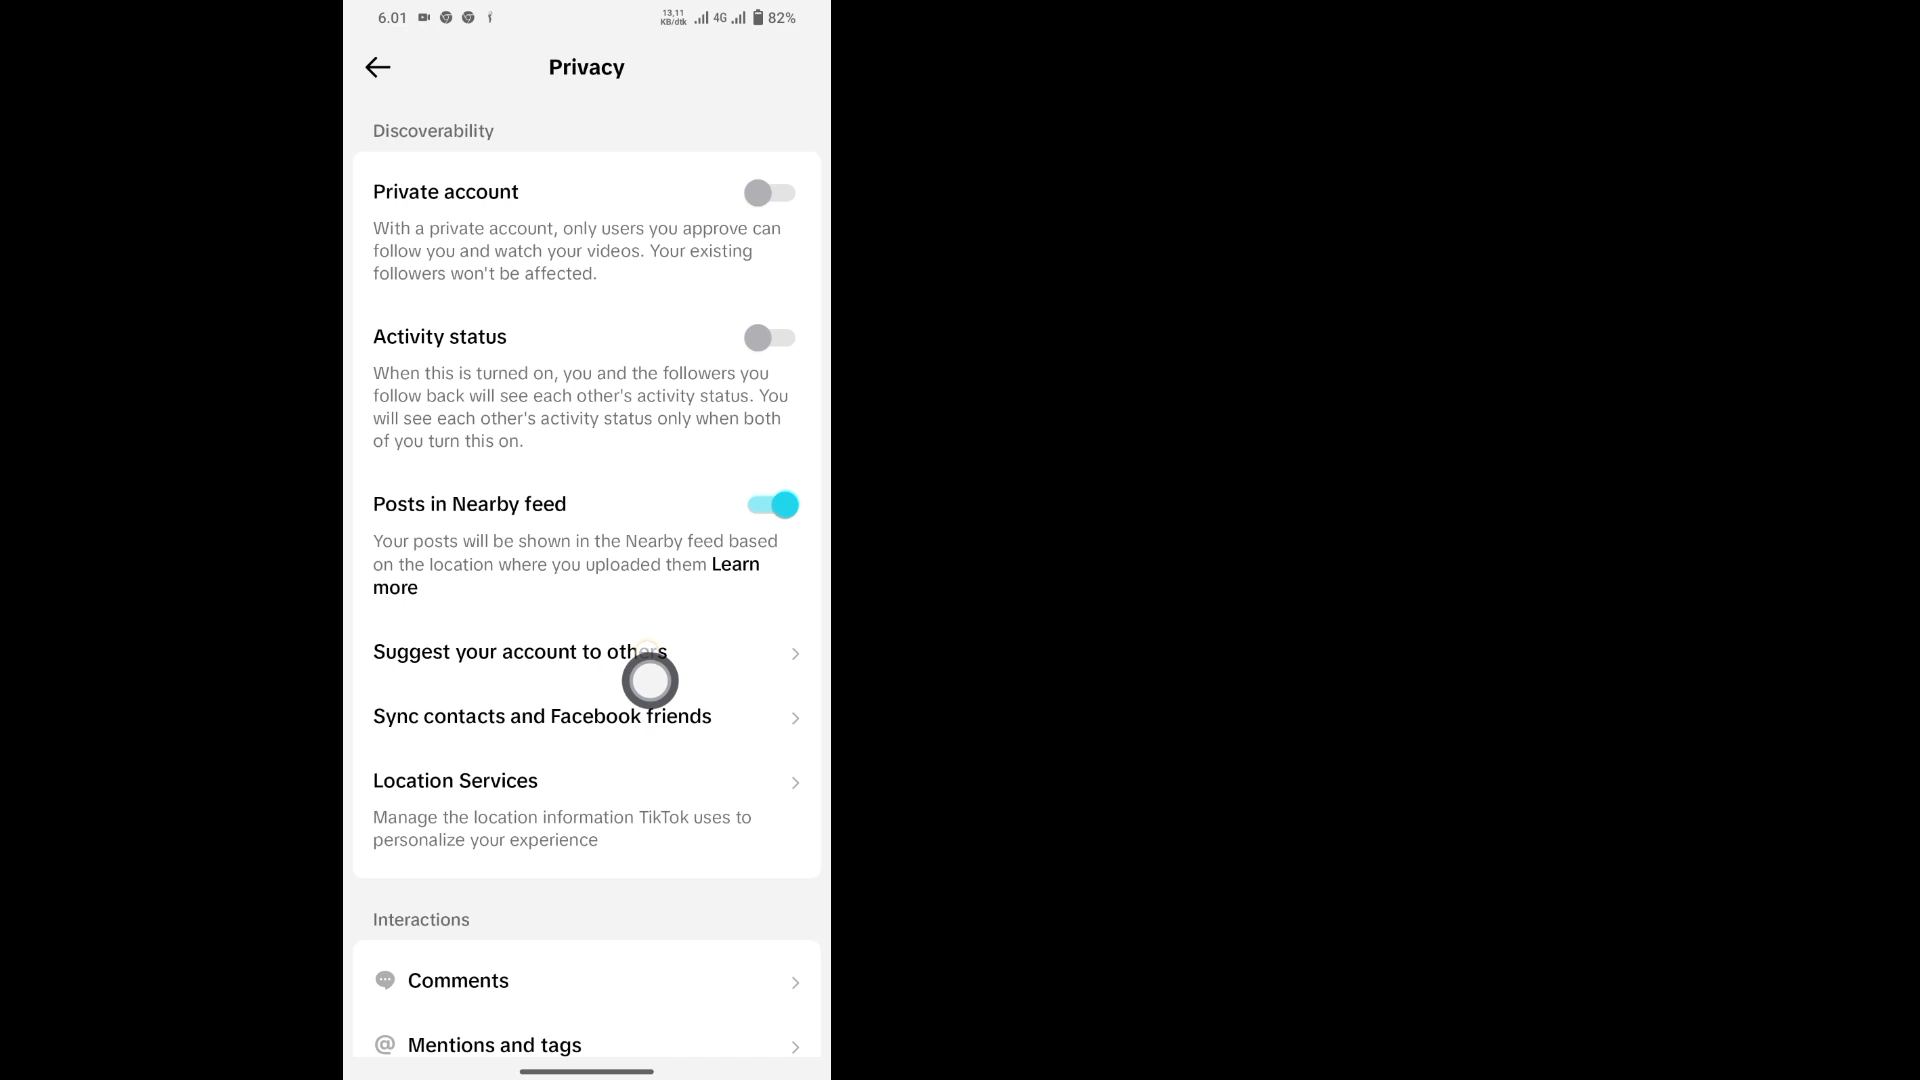 6.01 13,11 KB/dtk 4G 82%
Privacy
Discoverability
Private account
With a private account, only users you approve can
follow you and watch your videos. Your existing
followers won't be affected.
Activity status
When this is turned on, you and the followers you
follow back will see each other's activity status. You
will see each other's activity status only when both
of you turn this on.
Posts in Nearby feed
Your posts will be shown in the Nearby feed based
on the location where you uploaded them Learn
more
Suggest your account to others
Sync contacts and Facebook friends
Location Services
Manage the location information TikTok uses to
personalize your experience
Interactions
Comments
@ Mentions and tags